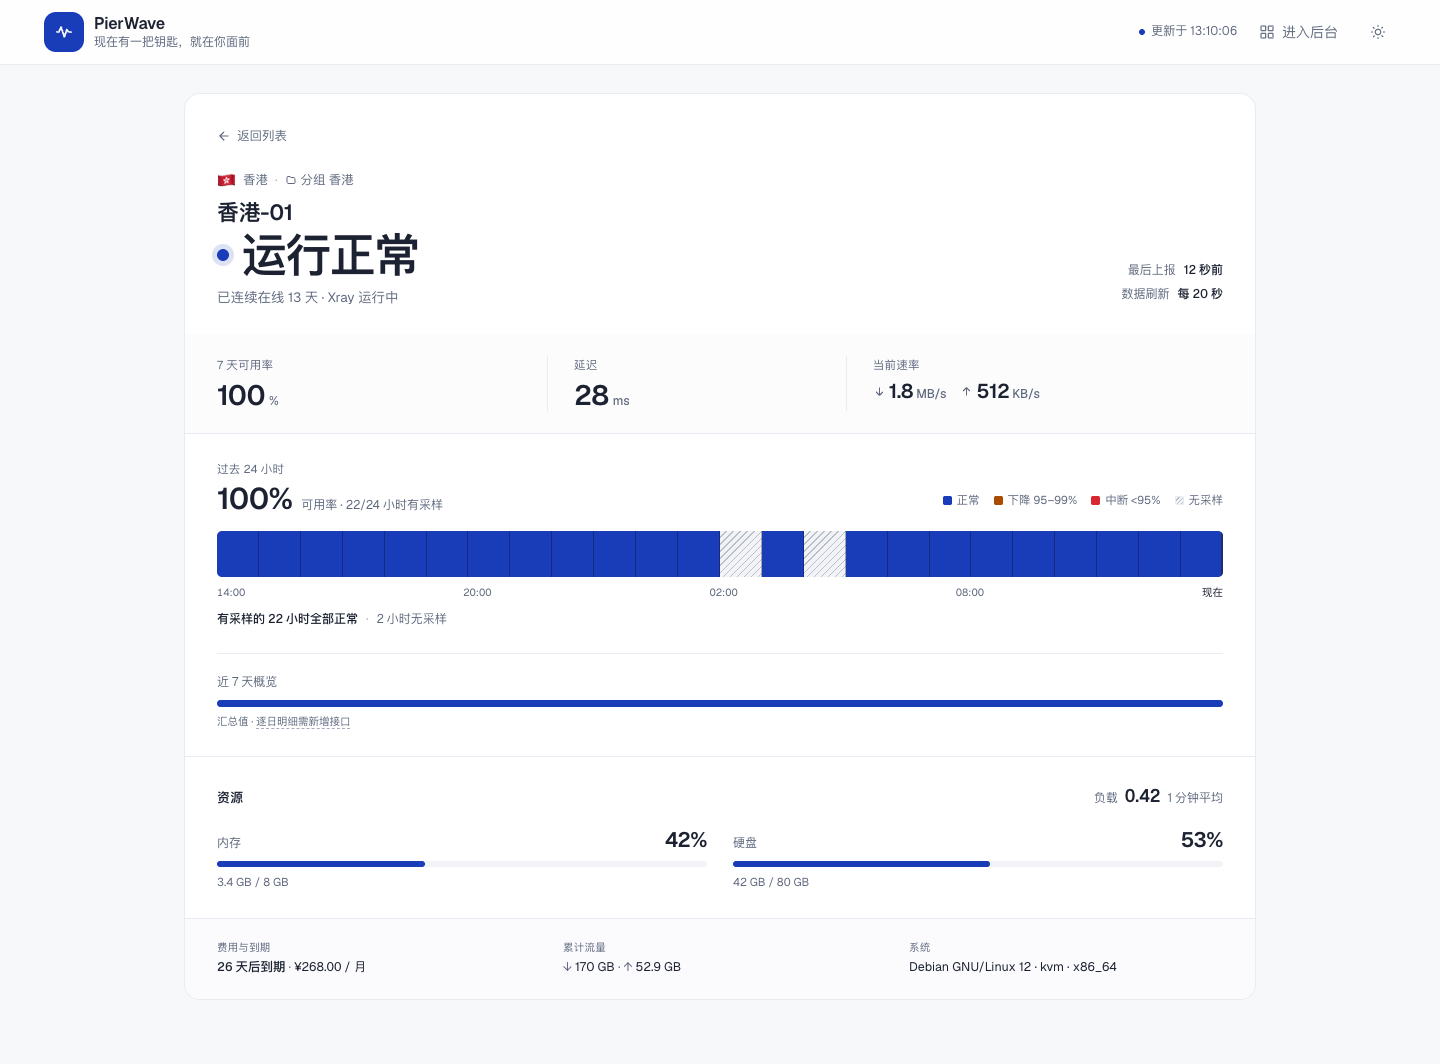 PierWave
现在有一把钥匙，就在你面前
更新于 13:10:06
进入后台
返回列表
香港 · 分组 香港
香港-01
运行正常
已连续在线 13 天 · Xray 运行中
最后上报 12 秒前
数据刷新 每 20 秒
7 天可用率
100 %
延迟
28 ms
当前速率
↓ 1.8 MB/s ↑ 512 KB/s
过去 24 小时
100% 可用率 · 22/24 小时有采样
正常 下降 95–99% 中断 <95% 无采样
14:00 20:00 02:00 08:00 现在
有采样的 22 小时全部正常 · 2 小时无采样
近 7 天概览
汇总值 · 逐日明细需新增接口
资源
负载 0.42 1 分钟平均
内存 42%
3.4 GB / 8 GB
硬盘 53%
42 GB / 80 GB
费用与到期
26 天后到期 · ¥268.00 / 月
累计流量
↓ 170 GB · ↑ 52.9 GB
系统
Debian GNU/Linux 12 · kvm · x86_64